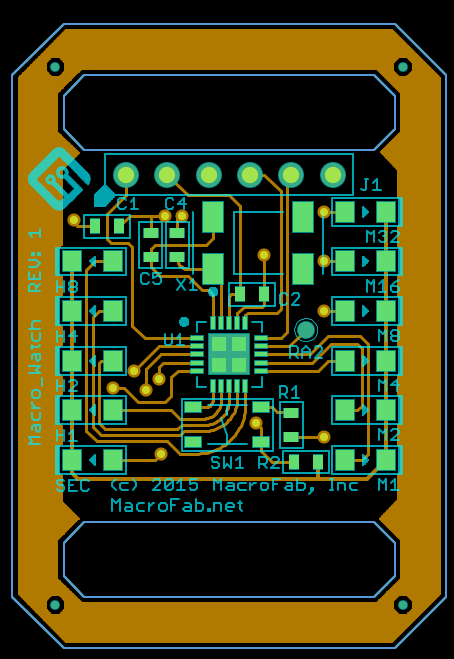 J1
C1 C4
M32
C5 X1
H8
M16
C2
H4
U1
M8
RA2
H2
M4
R1
H1
M2
SW1 R2
SEC
M1
(c) 2015 MacroFab, Inc
MacroFab.net
Macro_Watch REV: 1